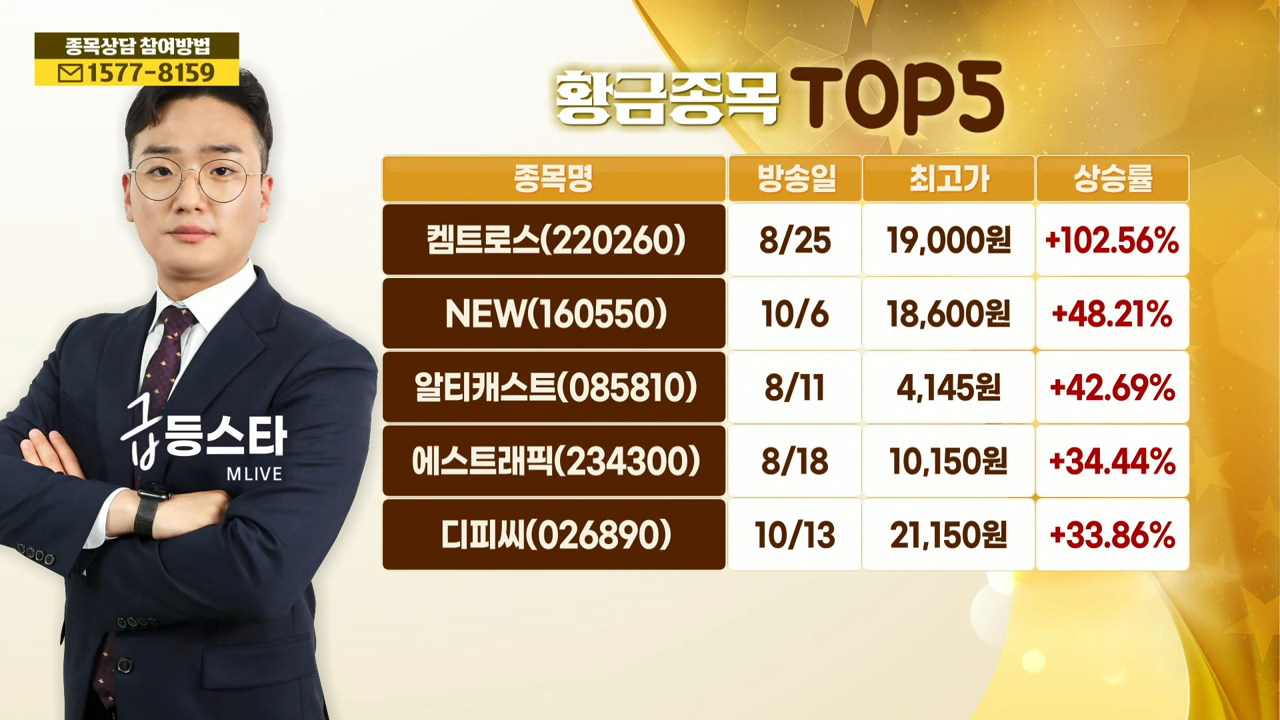 종목상담 참여방법
1577-8159
황금종목 TOP5
종목명 방송일 최고가 상승률
켐트로스(220260) 8/25 19,000원 +102.56%
NEW(160550) 10/6 18,600원 +48.21%
알티캐스트(085810) 8/11 4,145원 +42.69%
에스트래픽(234300) 8/18 10,150원 +34.44%
디피씨(026890) 10/13 21,150원 +33.86%
급등스타
MLIVE